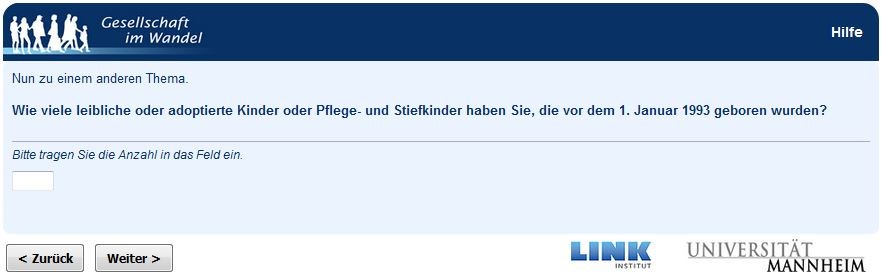 Gesellschaft
im Wandel
Hilfe
Nun zu einem anderen Thema.
Wie viele leibliche oder adoptierte Kinder oder Pflege- und Stiefkinder haben Sie, die vor dem 1. Januar 1993 geboren wurden?
Bitte tragen Sie die Anzahl in das Feld ein.
< Zurück
Weiter >
LINK
INSTITUT
UNIVERSITÄT
MANNHEIM